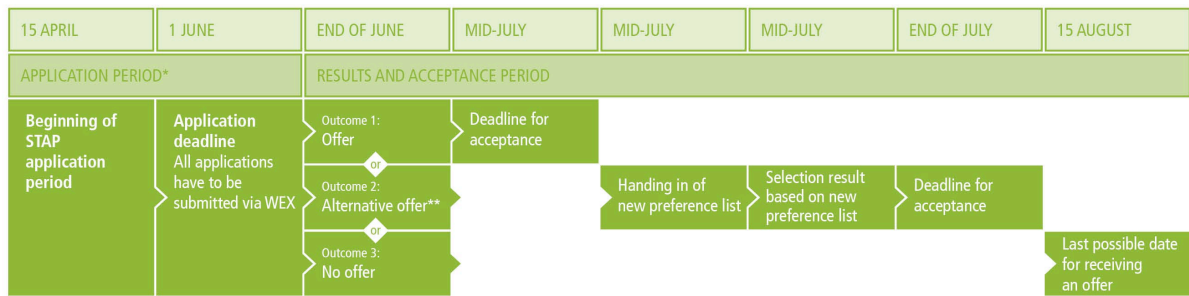 15 APRIL
1 JUNE
END OF JUNE
MID-JULY
MID-JULY
MID-JULY
END OF JULY
15 AUGUST
APPLICATION PERIOD*
RESULTS AND ACCEPTANCE PERIOD
Beginning of
STAP
application
period
Application
deadline
All applications
have to be
submitted via WEX
Outcome 1:
Offer
Deadline for
acceptance
or
Outcome 2:
Alternative offer**
Handing in of
new preference list
Selection result
based on new
preference list
Deadline for
acceptance
or
Outcome 3:
No offer
Last possible date
for receiving
an offer